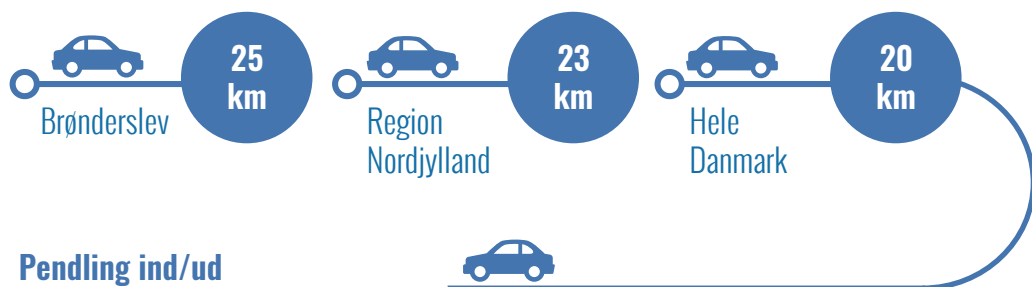 25
km
Brønderslev
23
km
Region
Nordjylland
20
km
Hele
Danmark
Pendling ind/ud